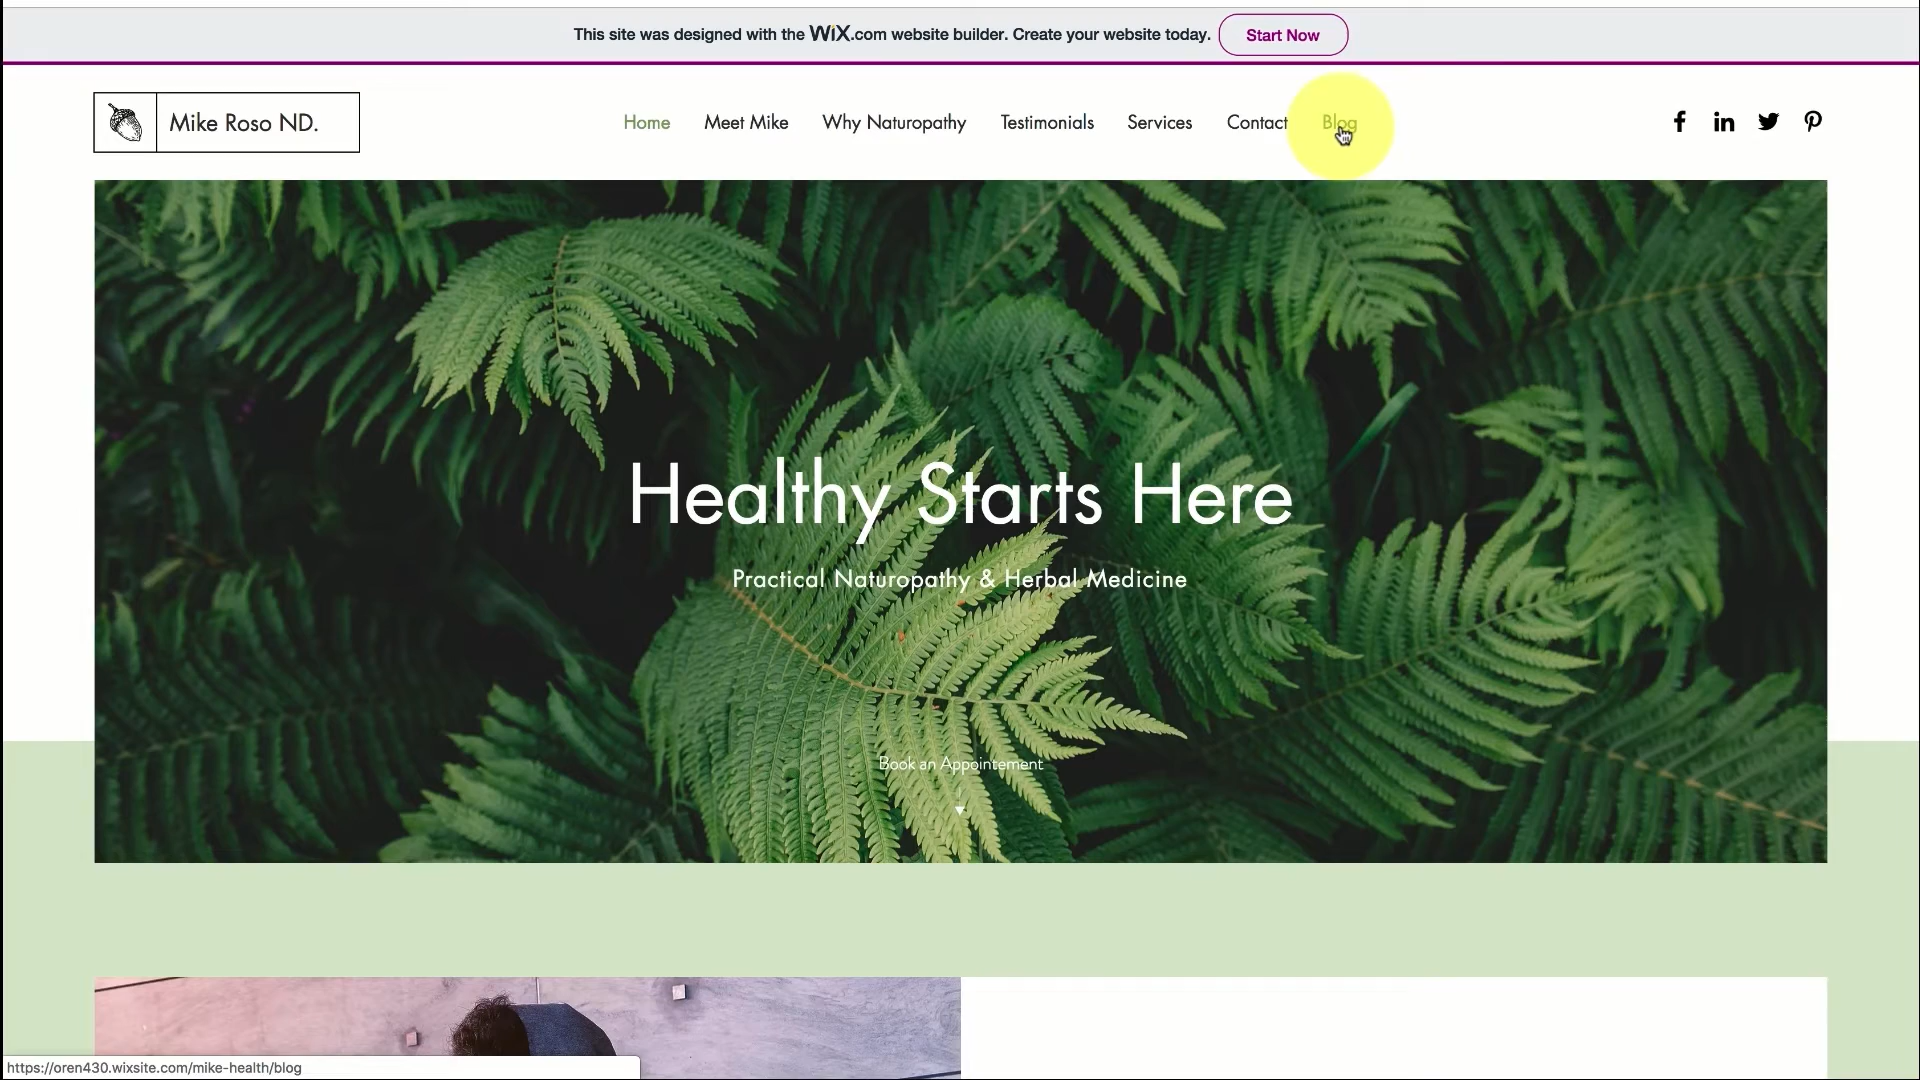 This site was designed with the WiX.com website builder. Create your website today. Start Now
Mike Roso ND.
Home Meet Mike Why Naturopathy Testimonials Services Contact Blog
Healthy Starts Here
Practical Naturopathy & Herbal Medicine
Book an Appointement
https://oren430.wixsite.com/mike-health/blog